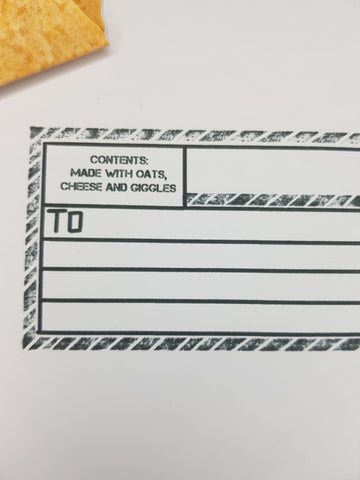 CONTENTS:
MADE WITH OATS,
CHEESE AND GIGGLES
TO